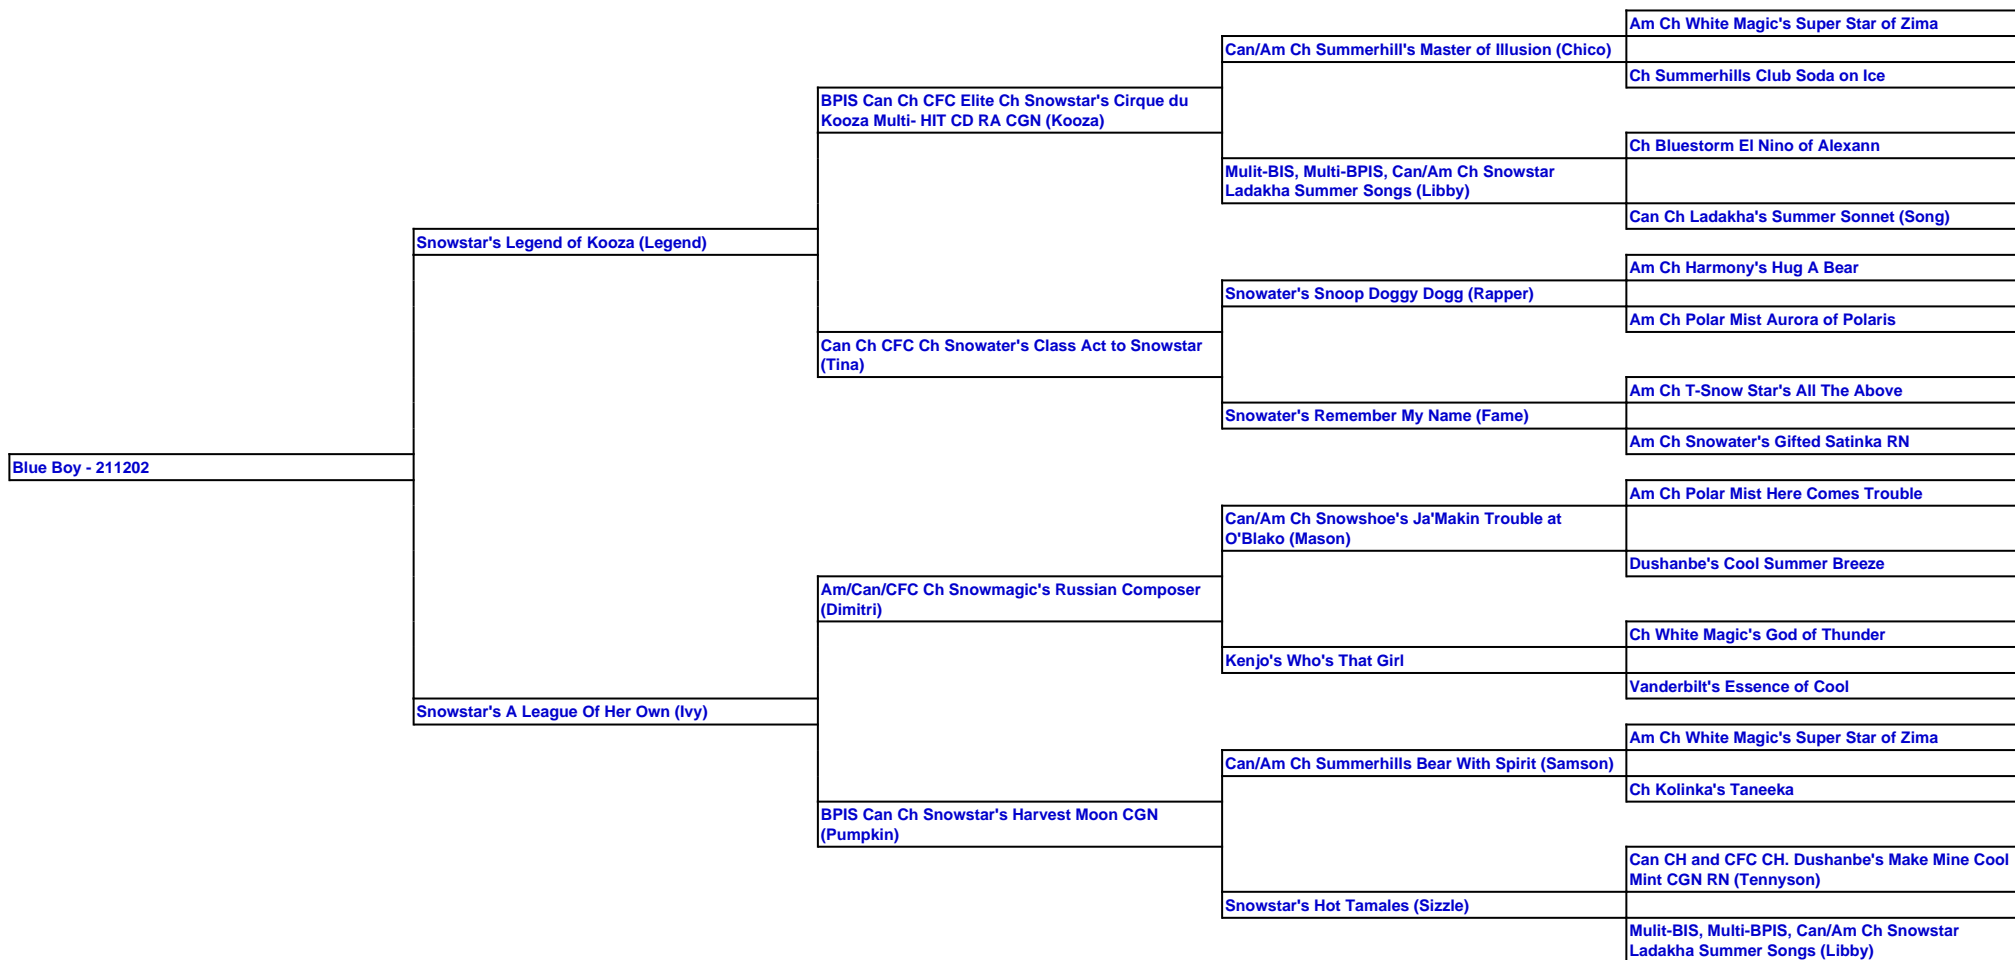 Am Ch White Magic's Super Star of Zima
Can/Am Ch Summerhill's Master of Illusion (Chico)
Ch Summerhills Club Soda on Ice
BPIS Can Ch CFC Elite Ch Snowstar's Cirque du
Kooza Multi- HIT CD RA CGN (Kooza)
Ch Bluestorm El Nino of Alexann
Mulit-BIS, Multi-BPIS, Can/Am Ch Snowstar
Ladakha Summer Songs (Libby)
Can Ch Ladakha's Summer Sonnet (Song)
Snowstar's Legend of Kooza (Legend)
Am Ch Harmony's Hug A Bear
Snowater's Snoop Doggy Dogg (Rapper)
Am Ch Polar Mist Aurora of Polaris
Can Ch CFC Ch Snowater's Class Act to Snowstar
(Tina)
Am Ch T-Snow Star's All The Above
Snowater's Remember My Name (Fame)
Am Ch Snowater's Gifted Satinka RN
Blue Boy - 211202
Am Ch Polar Mist Here Comes Trouble
Can/Am Ch Snowshoe's Ja'Makin Trouble at
O'Blako (Mason)
Dushanbe's Cool Summer Breeze
Am/Can/CFC Ch Snowmagic's Russian Composer
(Dimitri)
Ch White Magic's God of Thunder
Kenjo's Who's That Girl
Vanderbilt's Essence of Cool
Snowstar's A League Of Her Own (Ivy)
Am Ch White Magic's Super Star of Zima
Can/Am Ch Summerhills Bear With Spirit (Samson)
Ch Kolinka's Taneeka
BPIS Can Ch Snowstar's Harvest Moon CGN
(Pumpkin)
Can CH and CFC CH. Dushanbe's Make Mine Cool
Mint CGN RN (Tennyson)
Snowstar's Hot Tamales (Sizzle)
Mulit-BIS, Multi-BPIS, Can/Am Ch Snowstar
Ladakha Summer Songs (Libby)